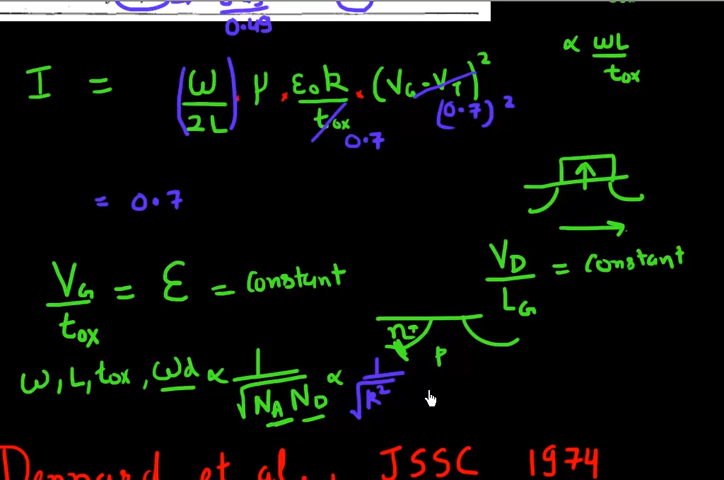 0.49
∝ WL/tox
I = (W/2L) . μ . ε₀k/tox . (VG - VT)²
0.7
(0.7)²
= 0.7
VG/tox = ℰ = constant
VD/LG = constant
n+
p
W, L, tox, Wd ∝ 1/√(NA ND) ∝ 1/√(k²)
Dennard et al., JSSC 1974